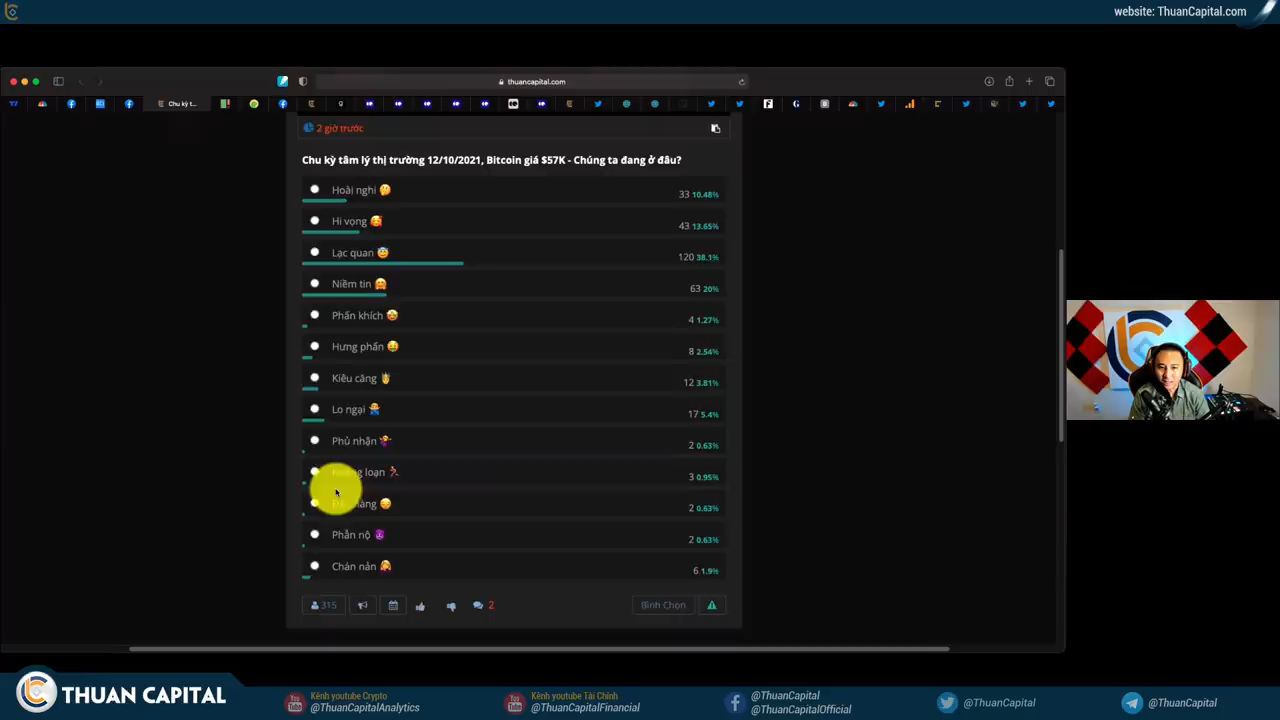 website: ThuanCapital.com
thuancapital.com
Chu kỳ t...
2 giờ trước
Chu kỳ tâm lý thị trường 12/10/2021, Bitcoin giá $57K - Chúng ta đang ở đâu?
Hoài nghi 🤔 33 10.48%
Hi vọng 🥰 43 13.65%
Lạc quan 😇 120 38.1%
Niềm tin 🤗 63 20%
Phấn khích 🤩 4 1.27%
Hưng phấn 😆 8 2.54%
Kiêu căng 🤴 12 3.81%
Lo ngại 🙅‍♂️ 17 5.4%
Phủ nhận 🤷‍♀️ 2 0.63%
loạn 🏃 3 0.95%
hàng 😔 2 0.63%
Phẫn nộ 😈 2 0.63%
Chán nản 🤦‍♀️ 6 1.9%
315 2 Bình Chọn
THUAN CAPITAL
Kênh youtube Crypto
@ThuanCapitalAnalytics
Kênh youtube Tài Chính
@ThuanCapitalFinancial
@ThuanCapital
@ThuanCapitalOfficial
@ThuanCapital
@ThuanCapital